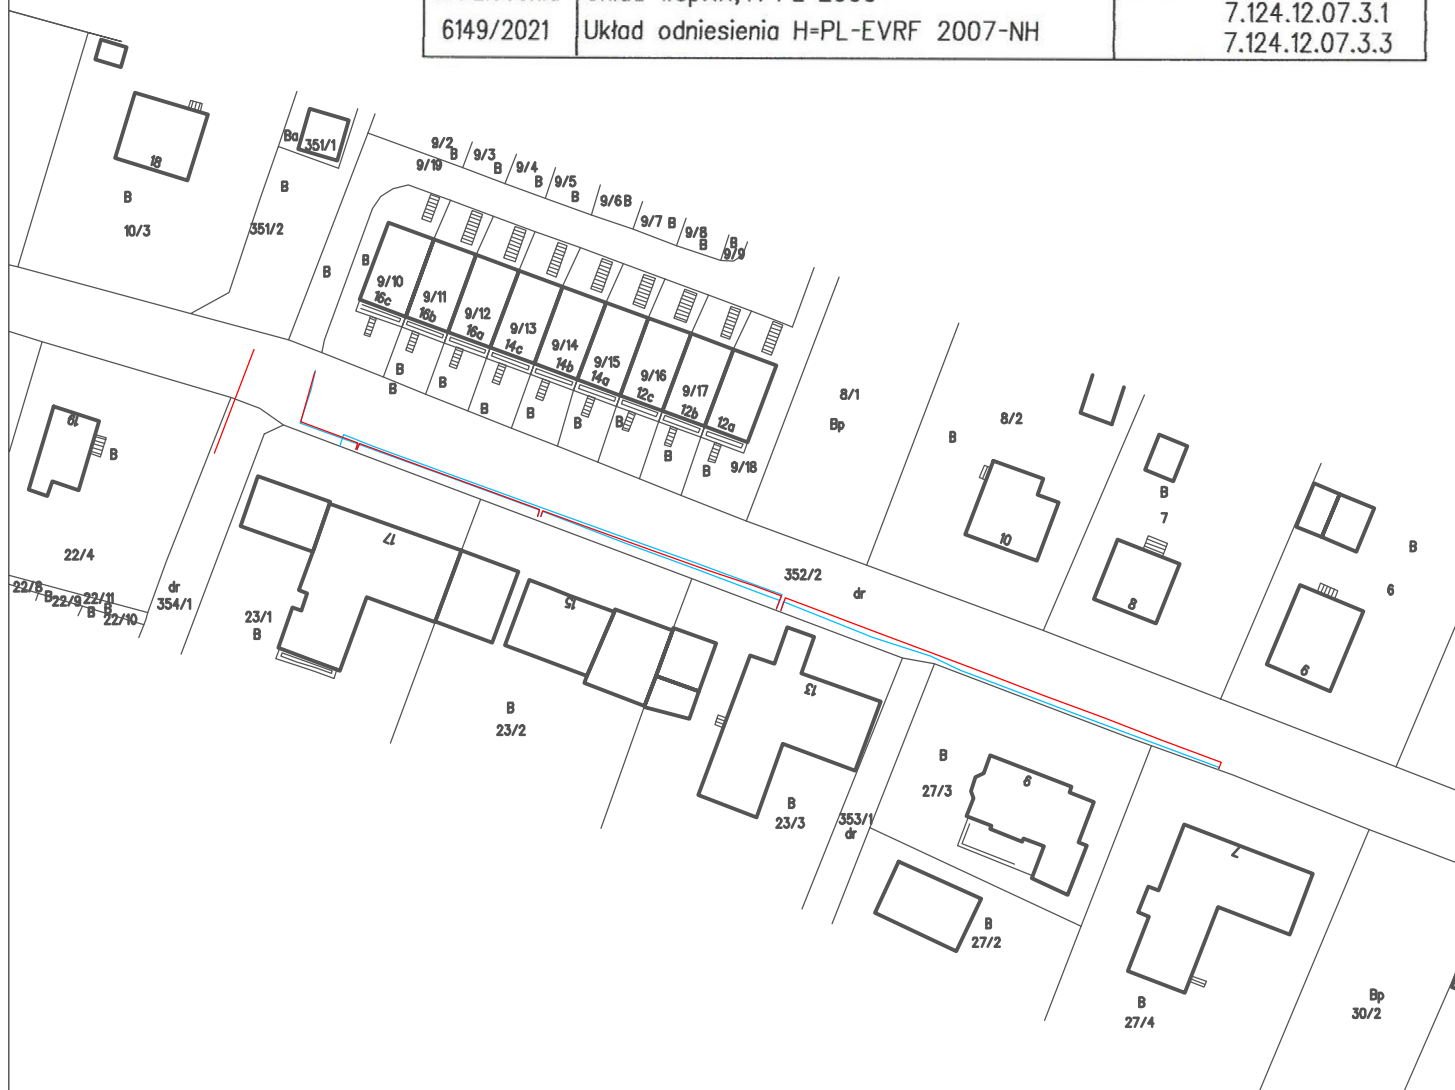 7.124.12.07.3.1
6149/2021 Układ odniesienia H=PL-EVRF 2007-NH
7.124.12.07.3.3
18
B
10/3
Ba
351/1
B
351/2
B
B
9/2
B
9/19
9/3
B
9/4
B
9/5
B
9/6 B
9/7 B
9/8
B
B
9/9
9/10
16c
9/11
16b
9/12
16a
9/13
14c
9/14
14b
9/15
14a
9/16
12c
9/17
12b
12a
9/18
B
B
B
B
B
B
B
B
B
8/1
Bp
8/2
B
10
B
7
8
B
6
9
19
B
22/4
22/8
B
22/9
22/11
B
B
22/10
dr
354/1
17
23/1
B
15
B
23/2
352/2
dr
13
B
23/3
353/1
dr
B
27/3
9
B
27/2
7
B
27/4
Bp
30/2